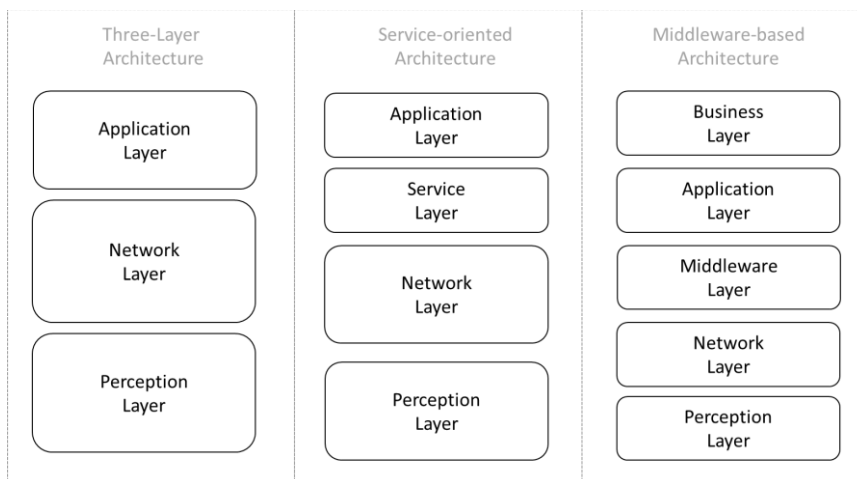 Three-Layer
Architecture
Application
Layer
Network
Layer
Perception
Layer
Service-oriented
Architecture
Application
Layer
Service
Layer
Network
Layer
Perception
Layer
Middleware-based
Architecture
Business
Layer
Application
Layer
Middleware
Layer
Network
Layer
Perception
Layer